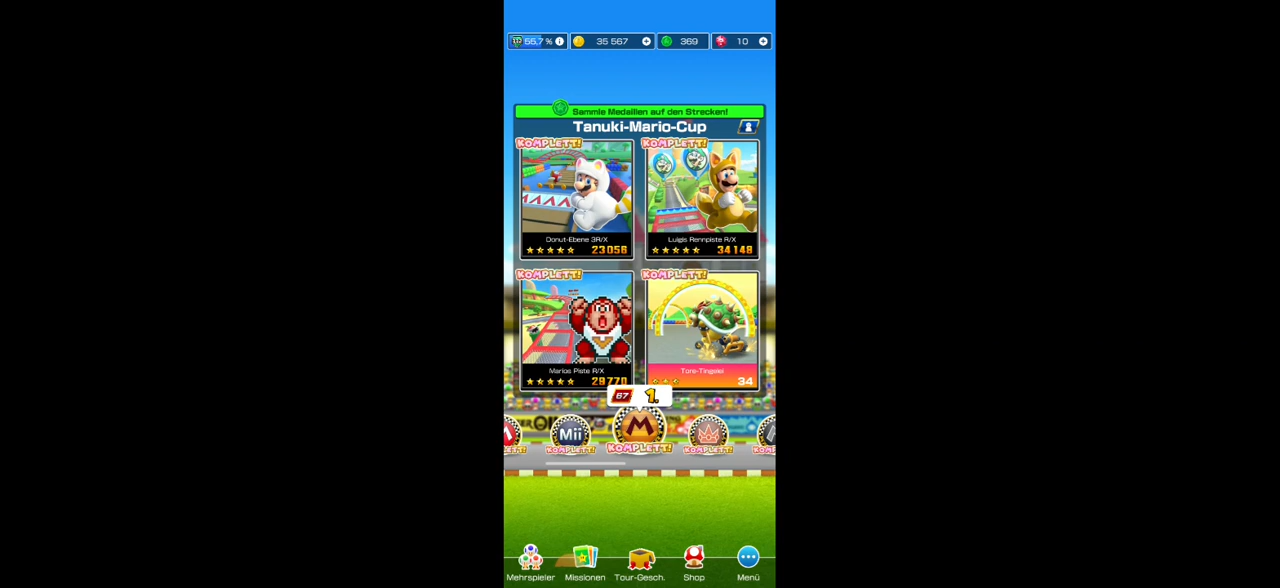 55,7 %
35 567
369
10
Sammle Medaillen auf den Strecken!
Tanuki-Mario-Cup
KOMPLETT!
KOMPLETT!
Donut-Ebene 3R/X
23056
Luigis Rennpiste R/X
34148
KOMPLETT!
KOMPLETT!
Marios Piste R/X
29770
Tore-Tingelei
34
67
1.
Mii
M
KOMPLETT!
KOMPLETT!
KOMPLETT!
Mehrspieler
Missionen
Tour-Gesch.
Shop
Menü